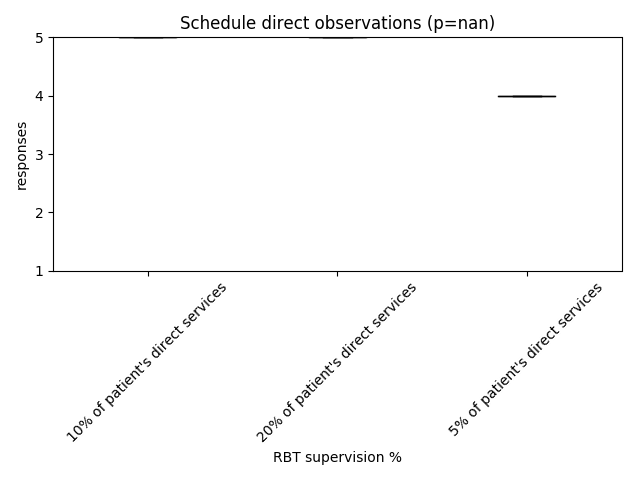 Schedule direct observations (p=nan)
5
4
3
2
1
responses
10% of patient's direct services
20% of patient's direct services
5% of patient's direct services
RBT supervision %